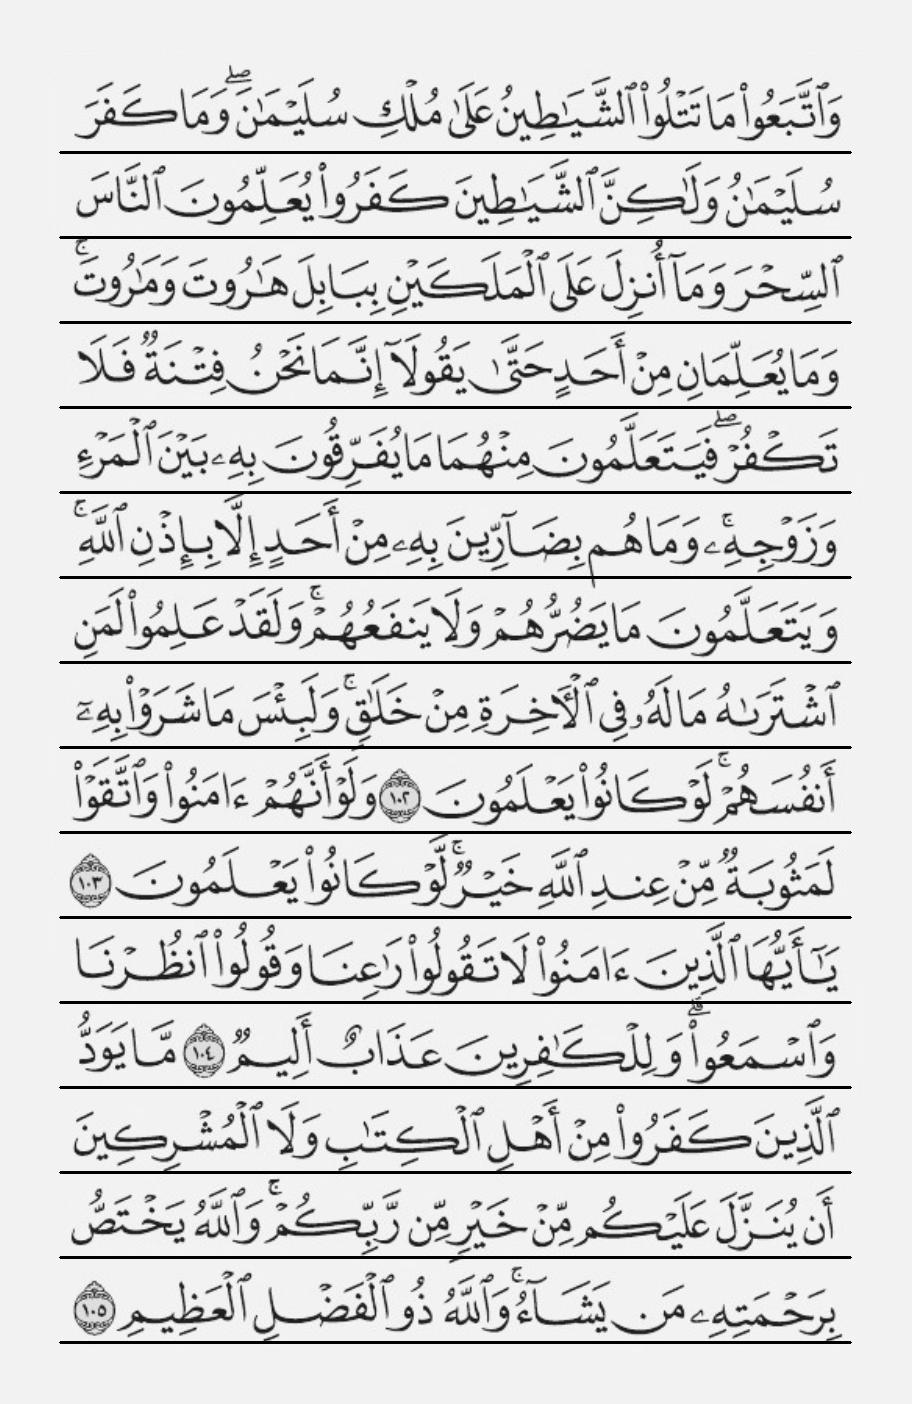 وَٱتَّبَعُوا۟ مَا تَتْلُوا۟ ٱلشَّيَـٰطِينُ عَلَىٰ مُلْكِ سُلَيْمَـٰنَ ۖ وَمَا كَفَرَ
سُلَيْمَـٰنُ وَلَـٰكِنَّ ٱلشَّيَـٰطِينَ كَفَرُوا۟ يُعَلِّمُونَ ٱلنَّاسَ
ٱلسِّحْرَ وَمَآ أُنزِلَ عَلَى ٱلْمَلَكَيْنِ بِبَابِلَ هَـٰرُوتَ وَمَـٰرُوتَ ۚ
وَمَا يُعَلِّمَانِ مِنْ أَحَدٍ حَتَّىٰ يَقُولَآ إِنَّمَا نَحْنُ فِتْنَةٌ فَلَا
تَكْفُرْ ۖ فَيَتَعَلَّمُونَ مِنْهُمَا مَا يُفَرِّقُونَ بِهِۦ بَيْنَ ٱلْمَرْءِ
وَزَوْجِهِۦ ۚ وَمَا هُم بِضَآرِّينَ بِهِۦ مِنْ أَحَدٍ إِلَّا بِإِذْنِ ٱللَّهِ ۚ
وَيَتَعَلَّمُونَ مَا يَضُرُّهُمْ وَلَا يَنفَعُهُمْ ۚ وَلَقَدْ عَلِمُوا۟ لَمَنِ
ٱشْتَرَىٰهُ مَا لَهُۥ فِى ٱلْـَٔاخِرَةِ مِنْ خَلَـٰقٍ ۚ وَلَبِئْسَ مَا شَرَوْا۟ بِهِۦٓ
أَنفُسَهُمْ ۚ لَوْ كَانُوا۟ يَعْلَمُونَ ١٠٢ وَلَوْ أَنَّهُمْ ءَامَنُوا۟ وَٱتَّقَوْا۟
لَمَثُوبَةٌ مِّنْ عِندِ ٱللَّهِ خَيْرٌ ۚ لَّوْ كَانُوا۟ يَعْلَمُونَ ١٠٣
يَـٰٓأَيُّهَا ٱلَّذِينَ ءَامَنُوا۟ لَا تَقُولُوا۟ رَٰعِنَا وَقُولُوا۟ ٱنظُرْنَا
وَٱسْمَعُوا۟ ۗ وَلِلْكَـٰفِرِينَ عَذَابٌ أَلِيمٌ ١٠٤ مَّا يَوَدُّ
ٱلَّذِينَ كَفَرُوا۟ مِنْ أَهْلِ ٱلْكِتَـٰبِ وَلَا ٱلْمُشْرِكِينَ
أَن يُنَزَّلَ عَلَيْكُم مِّنْ خَيْرٍ مِّن رَّبِّكُمْ ۚ وَٱللَّهُ يَخْتَصُّ
بِرَحْمَتِهِۦ مَن يَشَآءُ ۚ وَٱللَّهُ ذُو ٱلْفَضْلِ ٱلْعَظِيمِ ١٠٥